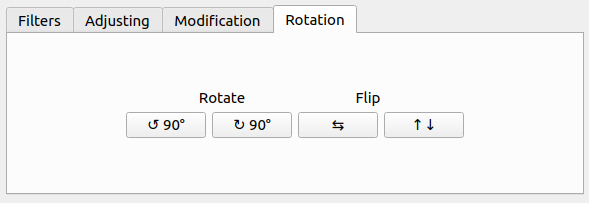 Filters Adjusting Modification Rotation
Rotate Flip
↺ 90° ↻ 90° ⇆ ↑↓